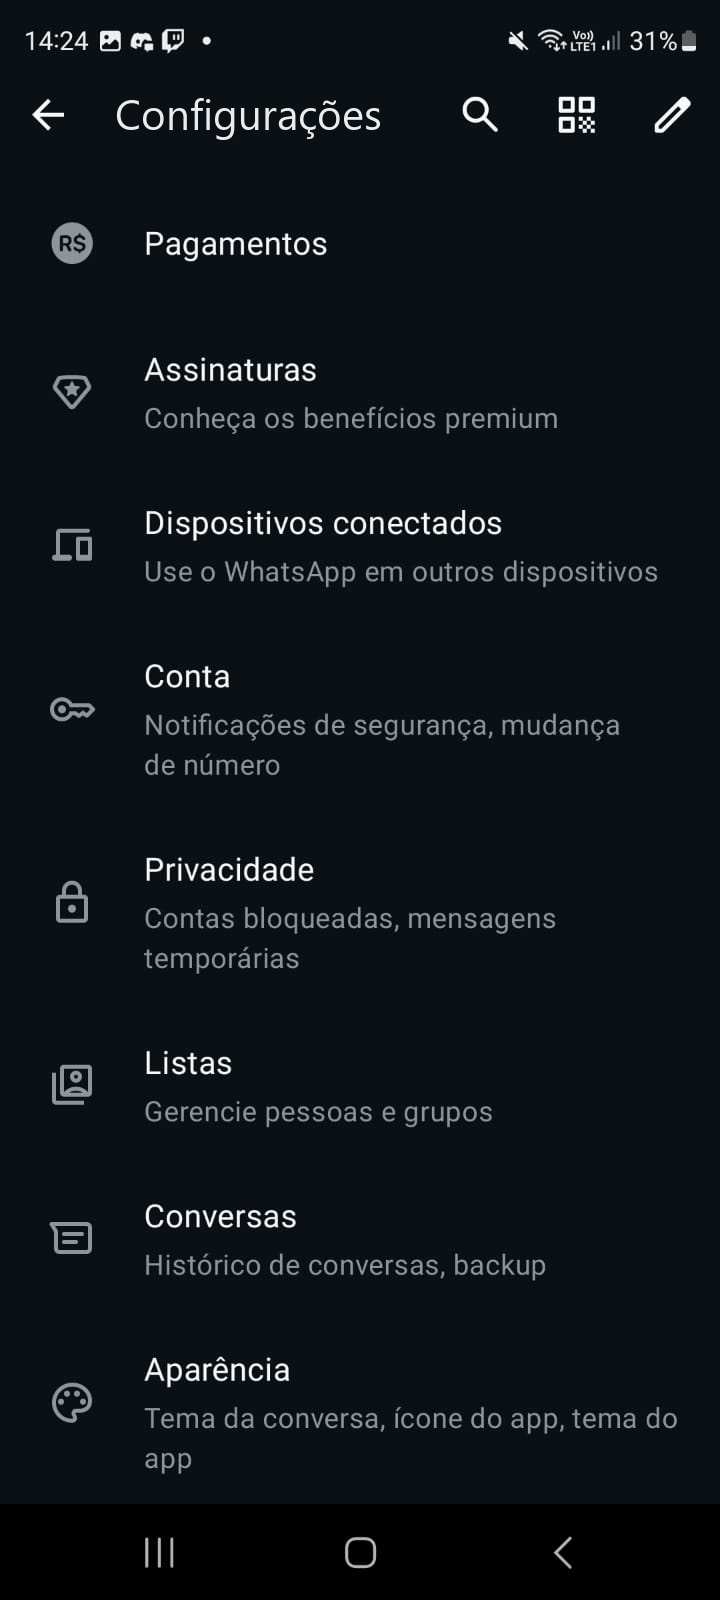 14:24
Vo))
LTE1
31%
Configurações
R$
Pagamentos
Assinaturas
Conheça os benefícios premium
Dispositivos conectados
Use o WhatsApp em outros dispositivos
Conta
Notificações de segurança, mudança
de número
Privacidade
Contas bloqueadas, mensagens
temporárias
Listas
Gerencie pessoas e grupos
Conversas
Histórico de conversas, backup
Aparência
Tema da conversa, ícone do app, tema do
app